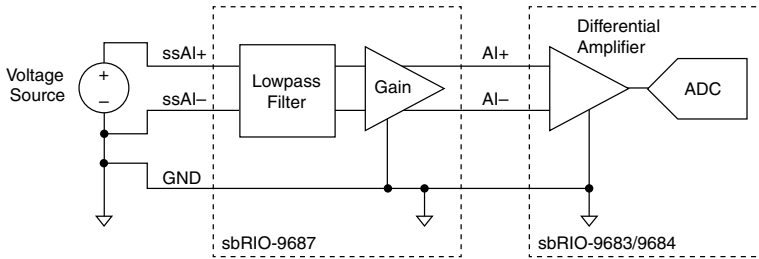 Differential
Amplifier
Voltage
Source
+
−
ssAI+
ssAI−
GND
Lowpass
Filter
Gain
AI+
AI−
ADC
sbRIO-9687
sbRIO-9683/9684